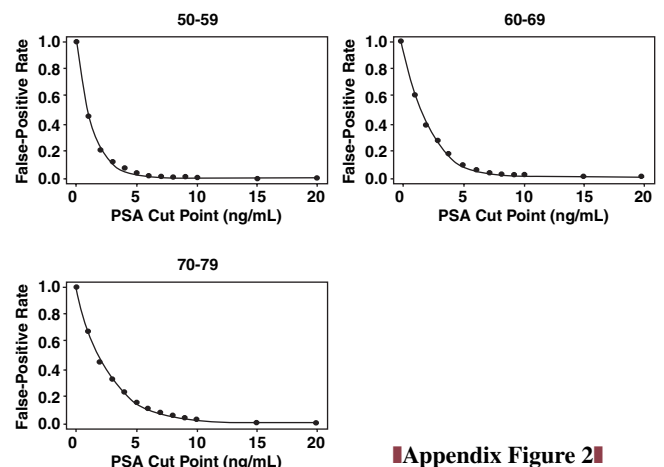 50-59
1.0
0.8
0.6
0.4
0.2
0.0
False-Positive Rate
0 5 10 15 20
PSA Cut Point (ng/mL)
60-69
1.0
0.8
0.6
0.4
0.2
0.0
False-Positive Rate
0 5 10 15 20
PSA Cut Point (ng/mL)
70-79
1.0
0.8
0.6
0.4
0.2
0.0
False-Positive Rate
0 5 10 15 20
PSA Cut Point (ng/mL)
Appendix Figure 2